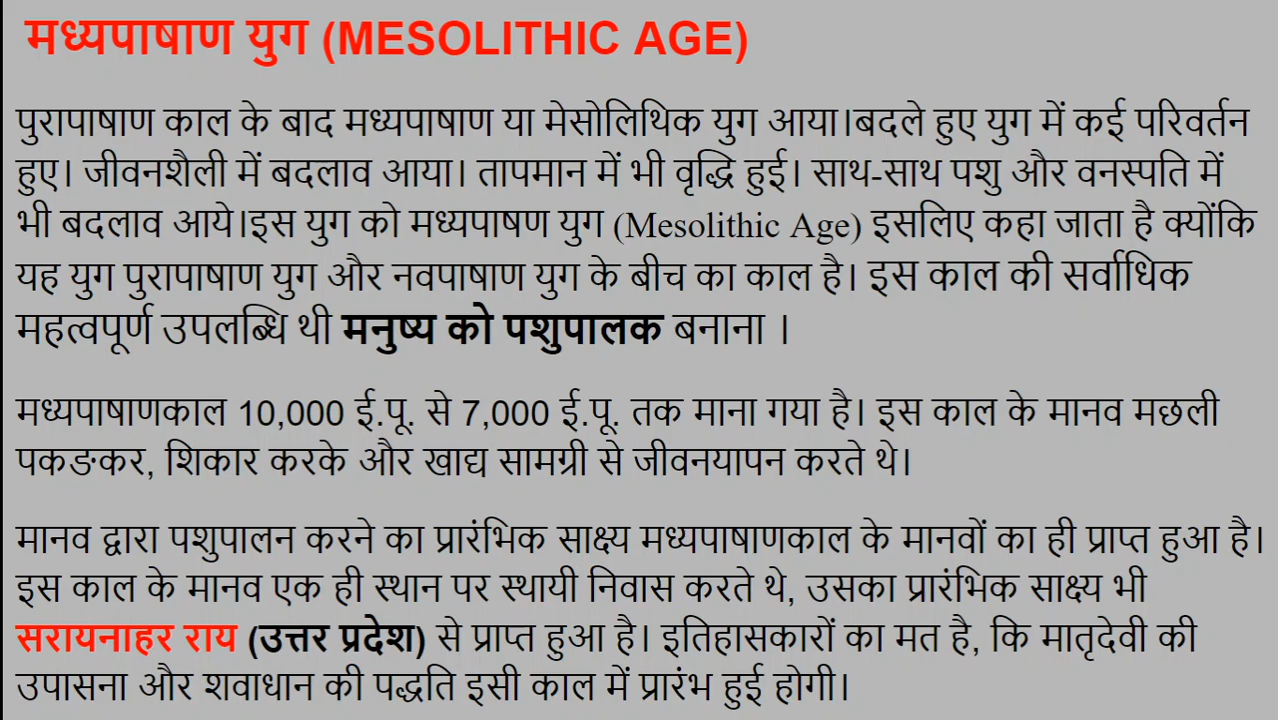 मध्यपाषाण युग (MESOLITHIC AGE)
पुरापाषाण काल के बाद मध्यपाषाण या मेसोलिथिक युग आया।बदले हुए युग में कई परिवर्तन
हुए। जीवनशैली में बदलाव आया। तापमान में भी वृद्धि हुई। साथ-साथ पशु और वनस्पति में
भी बदलाव आये।इस युग को मध्यपाषण युग (Mesolithic Age) इसलिए कहा जाता है क्योंकि
यह युग पुरापाषाण युग और नवपाषाण युग के बीच का काल है। इस काल की सर्वाधिक
महत्वपूर्ण उपलब्धि थी मनुष्य को पशुपालक बनाना ।
मध्यपाषाणकाल 10,000 ई.पू. से 7,000 ई.पू. तक माना गया है। इस काल के मानव मछली
पकङकर, शिकार करके और खाद्य सामग्री से जीवनयापन करते थे।
मानव द्वारा पशुपालन करने का प्रारंभिक साक्ष्य मध्यपाषाणकाल के मानवों का ही प्राप्त हुआ है।
इस काल के मानव एक ही स्थान पर स्थायी निवास करते थे, उसका प्रारंभिक साक्ष्य भी
सरायनाहर राय (उत्तर प्रदेश) से प्राप्त हुआ है। इतिहासकारों का मत है, कि मातृदेवी की
उपासना और शवाधान की पद्धति इसी काल में प्रारंभ हुई होगी।